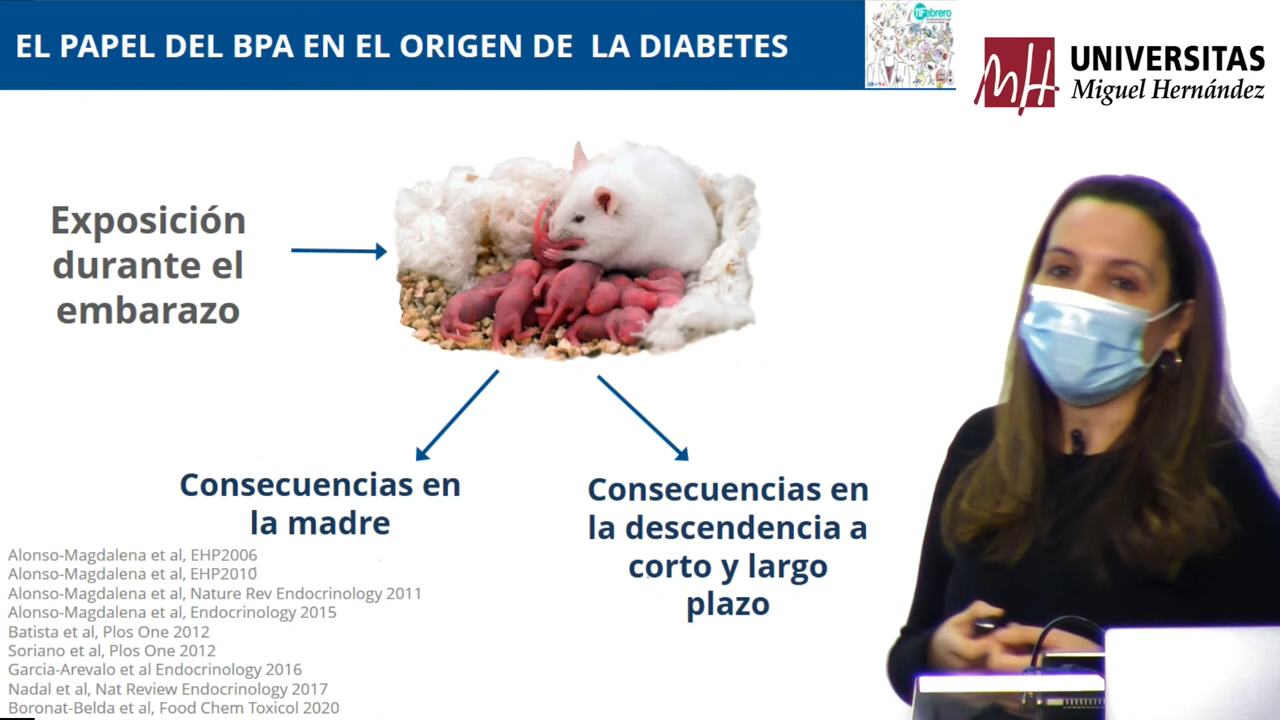 EL PAPEL DEL BPA EN EL ORIGEN DE LA DIABETES
11Febrero
UNIVERSITAS
Miguel Hernández
Exposición
durante el
embarazo
Consecuencias en
la madre
Consecuencias en
la descendencia a
corto y largo
plazo
Alonso-Magdalena et al, EHP2006
Alonso-Magdalena et al, EHP2010
Alonso-Magdalena et al, Nature Rev Endocrinology 2011
Alonso-Magdalena et al, Endocrinology 2015
Batista et al, Plos One 2012
Soriano et al, Plos One 2012
Garcia-Arevalo et al Endocrinology 2016
Nadal et al, Nat Review Endocrinology 2017
Boronat-Belda et al, Food Chem Toxicol 2020